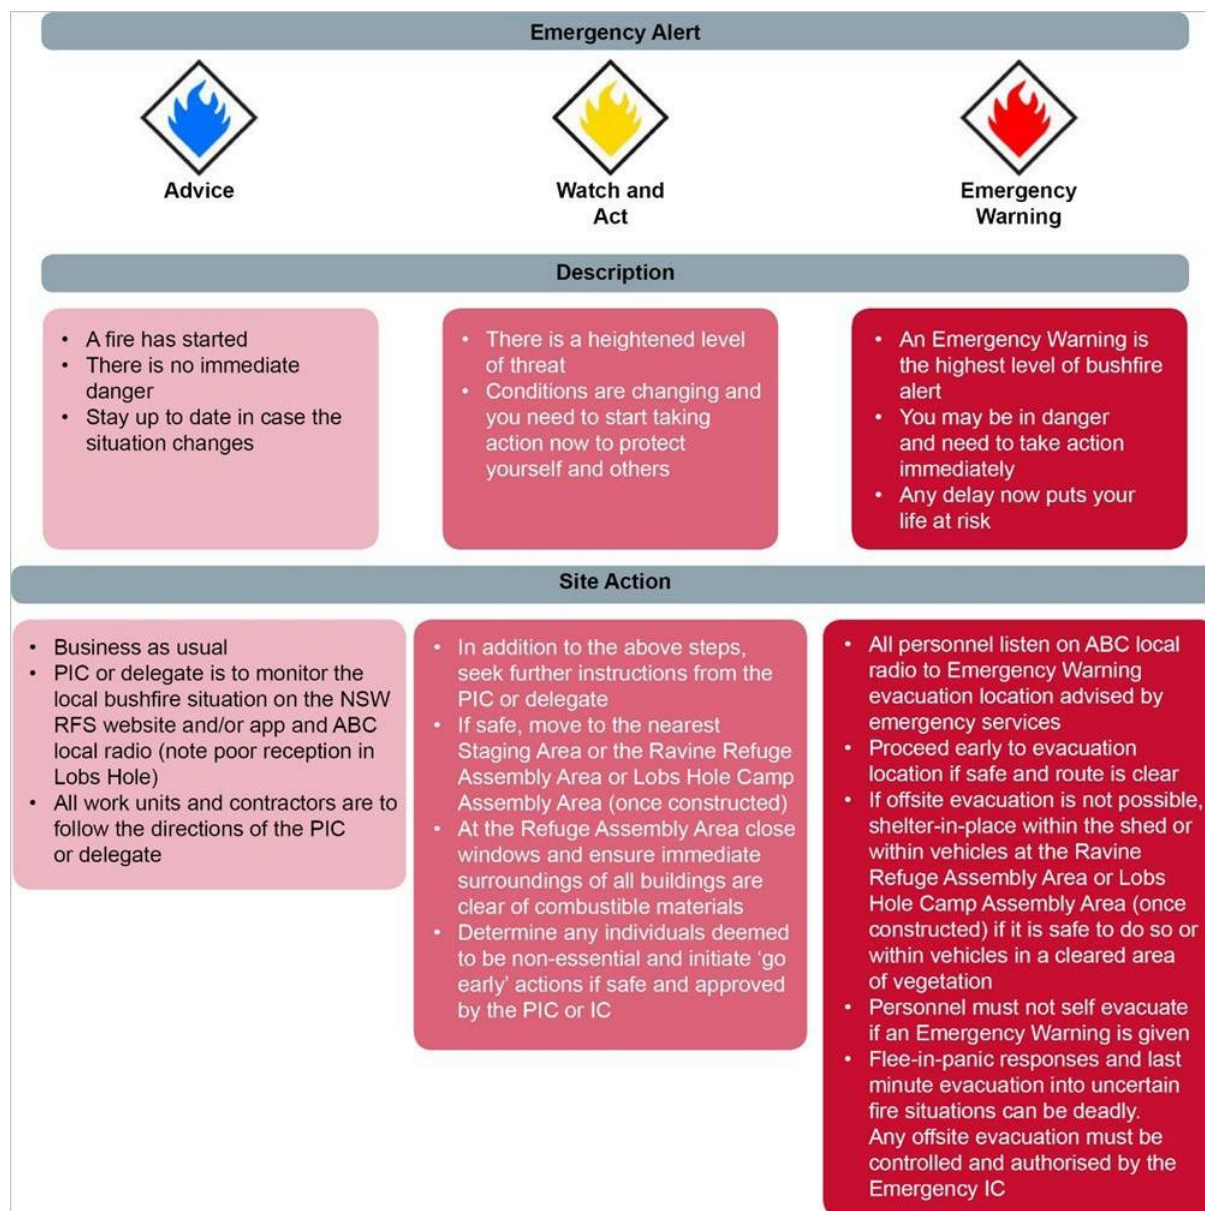 Emergency Alert
Advice
Watch and
Act
Emergency
Warning
Description
• A fire has started
• There is no immediate
danger
• Stay up to date in case the
situation changes
• There is a heightened level
of threat
• Conditions are changing and
you need to start taking
action now to protect
yourself and others
• An Emergency Warning is
the highest level of bushfire
alert
• You may be in danger
and need to take action
immediately
• Any delay now puts your
life at risk
Site Action
• Business as usual
• PIC or delegate is to monitor the
local bushfire situation on the NSW
RFS website and/or app and ABC
local radio (note poor reception in
Lobs Hole)
• All work units and contractors are to
follow the directions of the PIC
or delegate
• In addition to the above steps,
seek further instructions from the
PIC or delegate
• If safe, move to the nearest
Staging Area or the Ravine Refuge
Assembly Area or Lobs Hole Camp
Assembly Area (once constructed)
• At the Refuge Assembly Area close
windows and ensure immediate
surroundings of all buildings are
clear of combustible materials
• Determine any individuals deemed
to be non-essential and initiate ‘go
early’ actions if safe and approved
by the PIC or IC
• All personnel listen on ABC local
radio to Emergency Warning
evacuation location advised by
emergency services
• Proceed early to evacuation
location if safe and route is clear
• If offsite evacuation is not possible,
shelter-in-place within the shed or
within vehicles at the Ravine
Refuge Assembly Area or Lobs
Hole Camp Assembly Area (once
constructed) if it is safe to do so or
within vehicles in a cleared area
of vegetation
• Personnel must not self evacuate
if an Emergency Warning is given
• Flee-in-panic responses and last
minute evacuation into uncertain
fire situations can be deadly.
Any offsite evacuation must be
controlled and authorised by the
Emergency IC